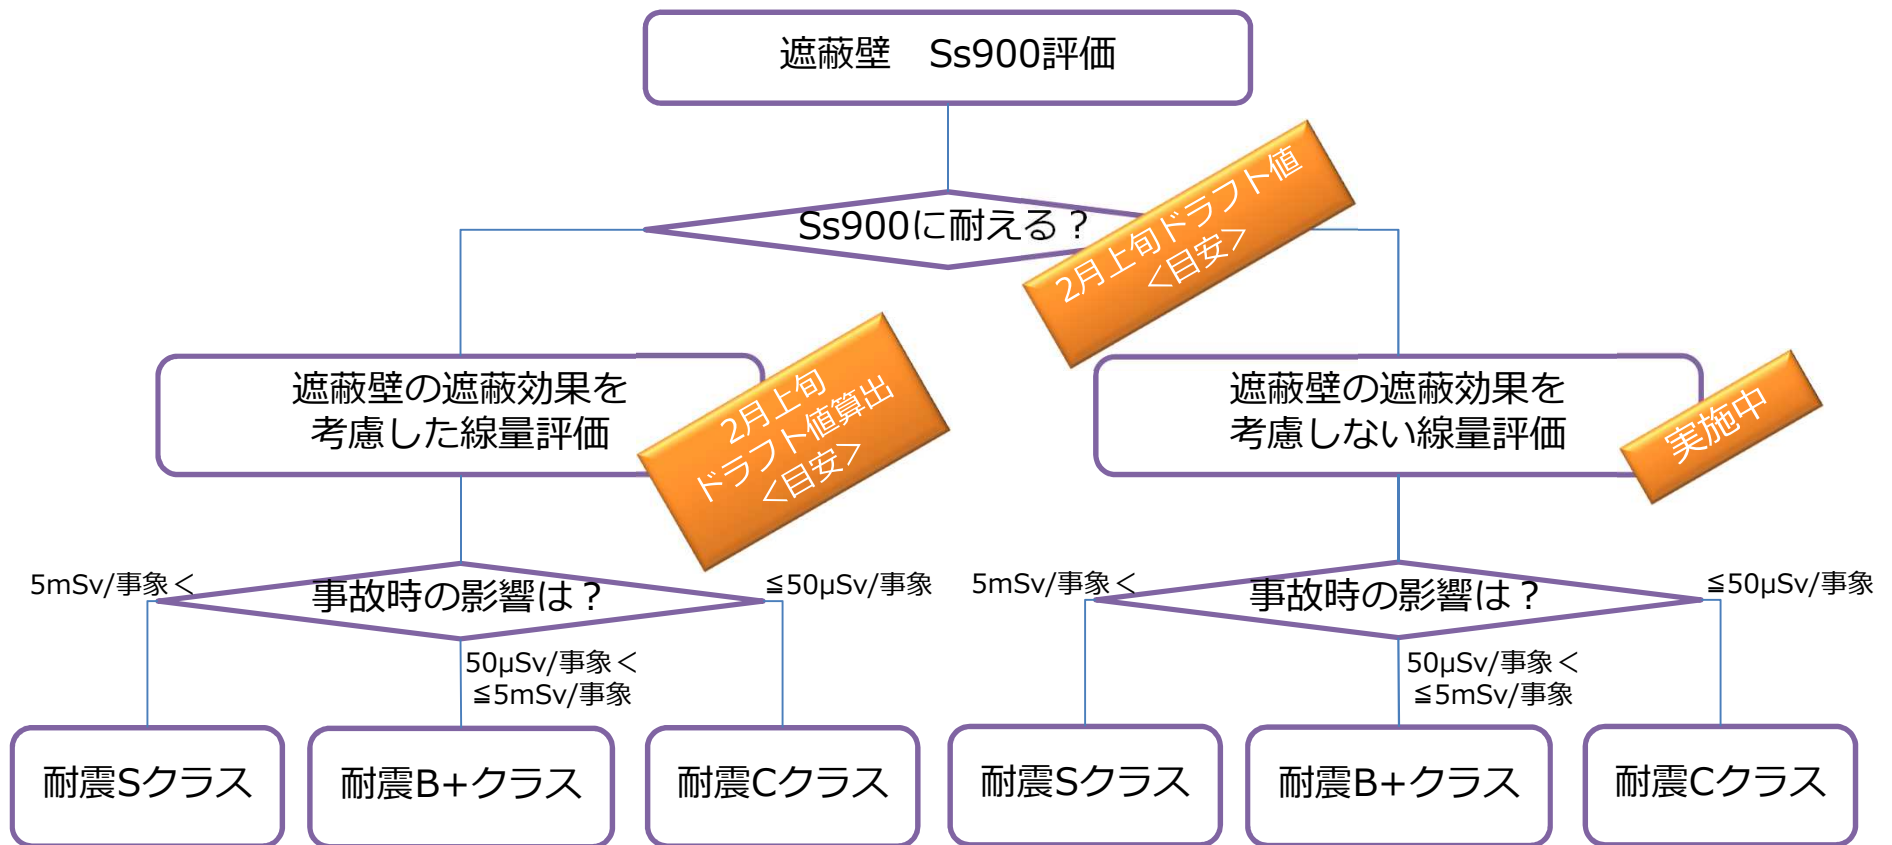 遮蔽壁　Ss900評価
Ss900に耐える？
2月上旬ドラフト値
＜目安＞
遮蔽壁の遮蔽効果を
考慮した線量評価
2月上旬
ドラフト値算出
＜目安＞
遮蔽壁の遮蔽効果を
考慮しない線量評価
実施中
5mSv/事象＜
事故時の影響は？
≦50μSv/事象
50μSv/事象＜
≦5mSv/事象
5mSv/事象＜
事故時の影響は？
≦50μSv/事象
50μSv/事象＜
≦5mSv/事象
耐震Sクラス
耐震B+クラス
耐震Cクラス
耐震Sクラス
耐震B+クラス
耐震Cクラス